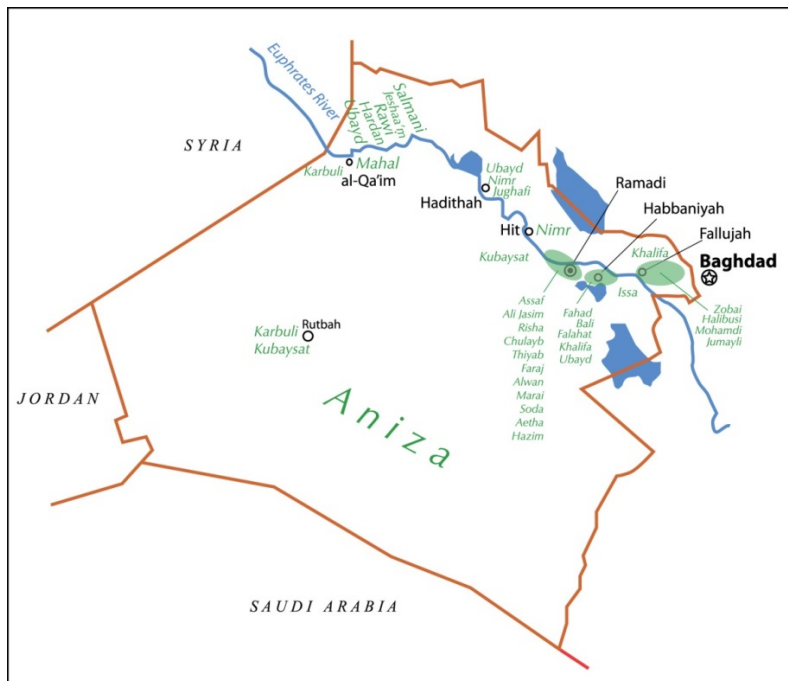 Euphrates River
SYRIA
Ubayd
Hardan
Rawi
Jeshaa'm
Salmani
Karbuli
Mahal
al-Qa'im
Ubayd
Nimr
Jughafi
Hadithah
Ramadi
Habbaniyah
Hit
Nimr
Fallujah
Kubaysat
Khalifa
Baghdad
Issa
Assaf
Ali Jasim
Risha
Chulayb
Thiyab
Faraj
Alwan
Marai
Soda
Aetha
Hazim
Fahad
Bali
Falahat
Khalifa
Ubayd
Zobai
Halibusi
Mohamdi
Jumayli
Karbuli
Rutbah
Kubaysat
JORDAN
Aniza
SAUDI ARABIA